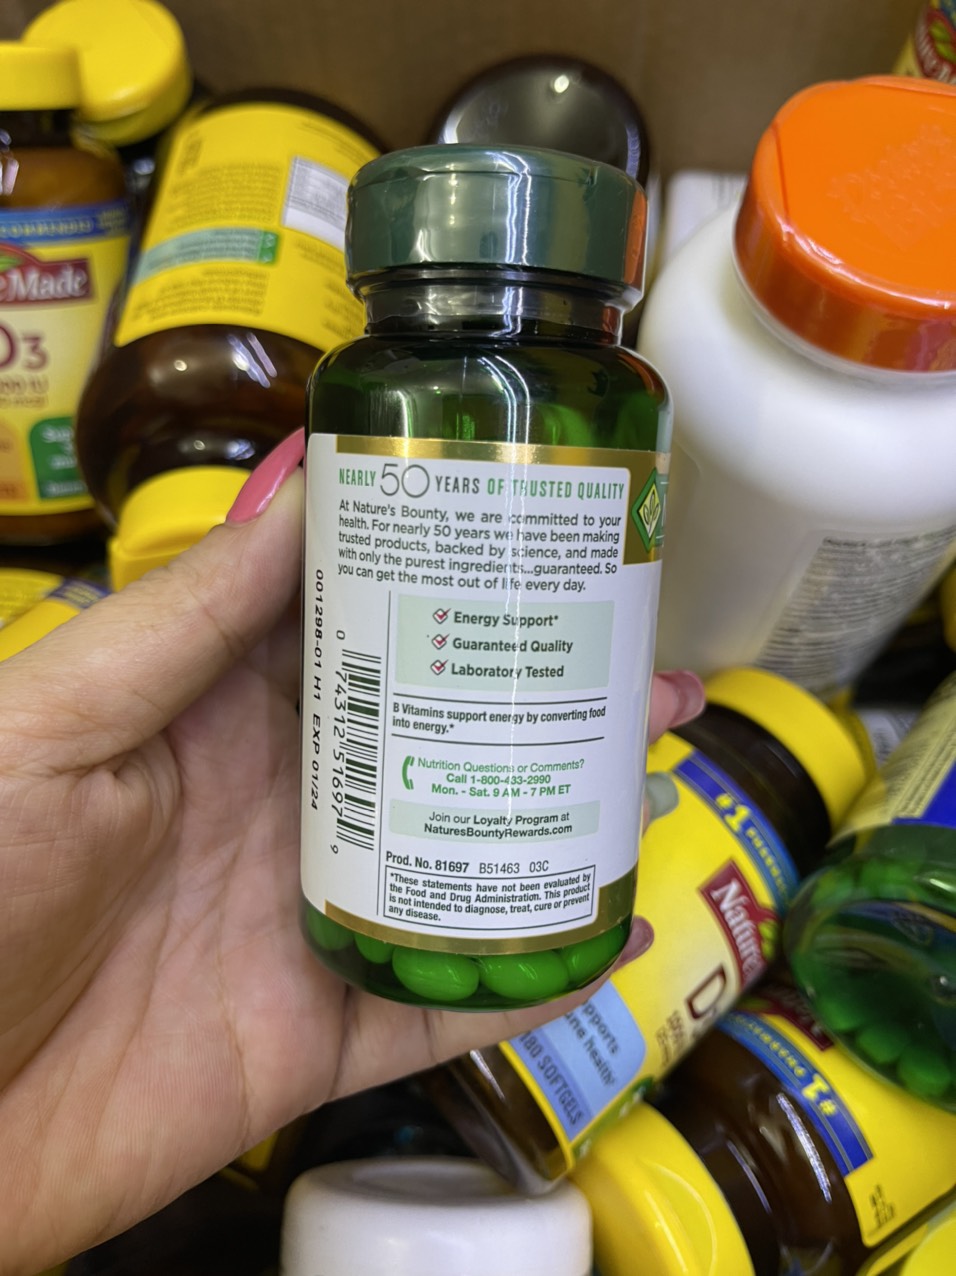 NEARLY 50 YEARS OF TRUSTED QUALITY
At Nature's Bounty, we are committed to your
health. For nearly 50 years we have been making
trusted products, backed by science, and made
with only the purest ingredients...guaranteed. So
you can get the most out of life every day.
Energy Support*
Guaranteed Quality
Laboratory Tested
B Vitamins support energy by converting food
into energy.*
Nutrition Questions or Comments?
Call 1-800-433-2990
Mon. - Sat. 9 AM - 7 PM ET
Join our Loyalty Program at
NaturesBountyRewards.com
Prod. No. 81697 B51463 03C
*These statements have not been evaluated by
the Food and Drug Administration. This product
is not intended to diagnose, treat, cure or prevent
any disease.
0 74312 51697 9
001298-01 H1 EXP 01/24
Made
D3
#1
Nature
180 SOFTGELS
#1